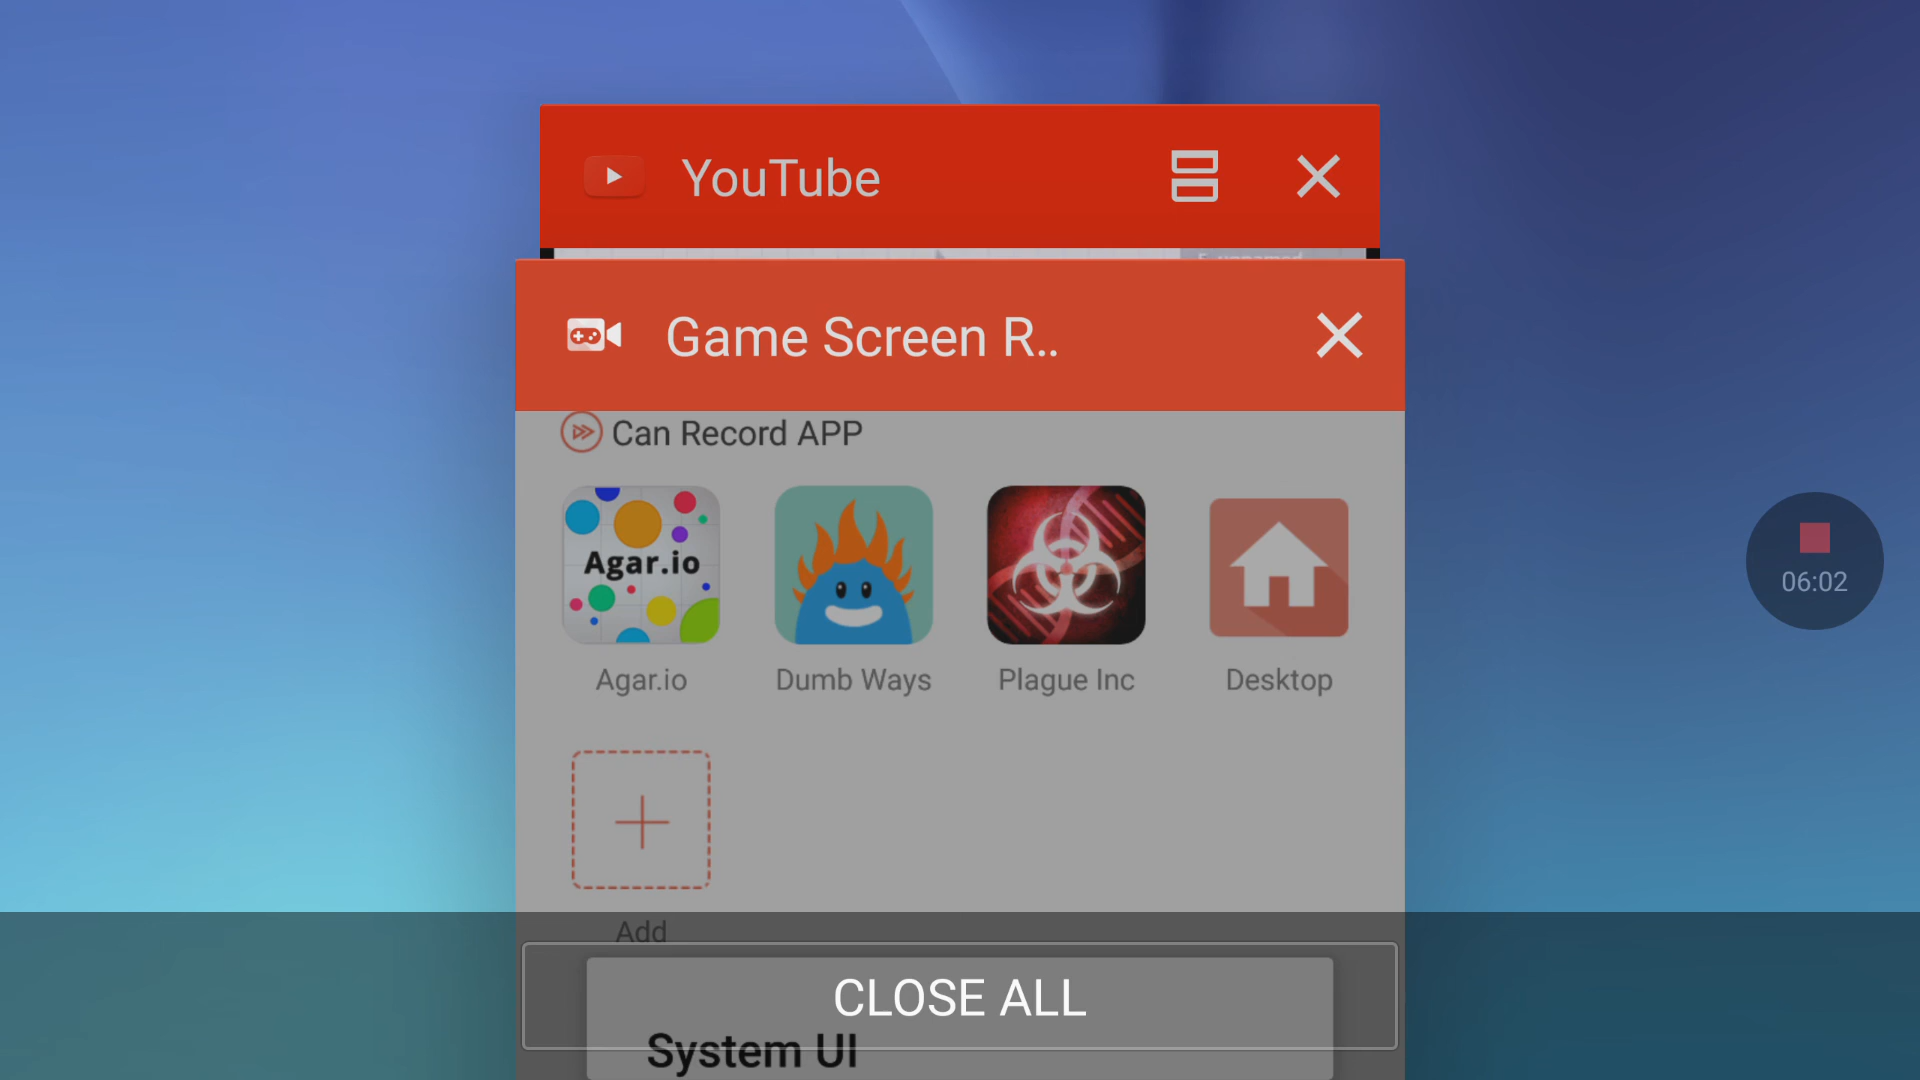 YouTube
Game Screen R..
Can Record APP
Agar.io
Agar.io
Dumb Ways
Plague Inc
Desktop
06:02
Add
CLOSE ALL
System UI